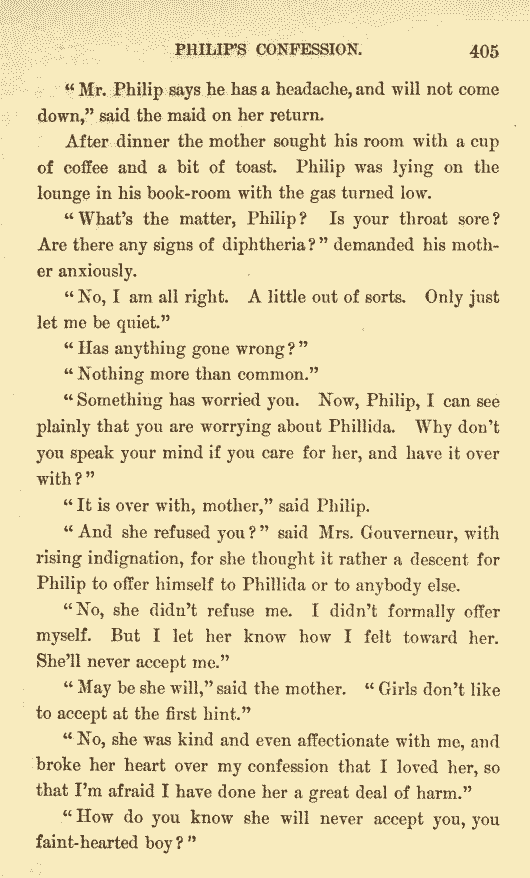 PHILIP'S CONFESSION. 405
"Mr. Philip says he has a headache, and will not come
down," said the maid on her return.
After dinner the mother sought his room with a cup
of coffee and a bit of toast. Philip was lying on the
lounge in his book-room with the gas turned low.
"What's the matter, Philip? Is your throat sore?
Are there any signs of diphtheria?" demanded his moth-
er anxiously.
"No, I am all right. A little out of sorts. Only just
let me be quiet."
"Has anything gone wrong?"
"Nothing more than common."
"Something has worried you. Now, Philip, I can see
plainly that you are worrying about Phillida. Why don't
you speak your mind if you care for her, and have it over
with?"
"It is over with, mother," said Philip.
"And she refused you?" said Mrs. Gouverneur, with
rising indignation, for she thought it rather a descent for
Philip to offer himself to Phillida or to anybody else.
"No, she didn't refuse me. I didn't formally offer
myself. But I let her know how I felt toward her.
She'll never accept me."
"May be she will," said the mother. "Girls don't like
to accept at the first hint."
"No, she was kind and even affectionate with me, and
broke her heart over my confession that I loved her, so
that I'm afraid I have done her a great deal of harm."
"How do you know she will never accept you, you
faint-hearted boy?"